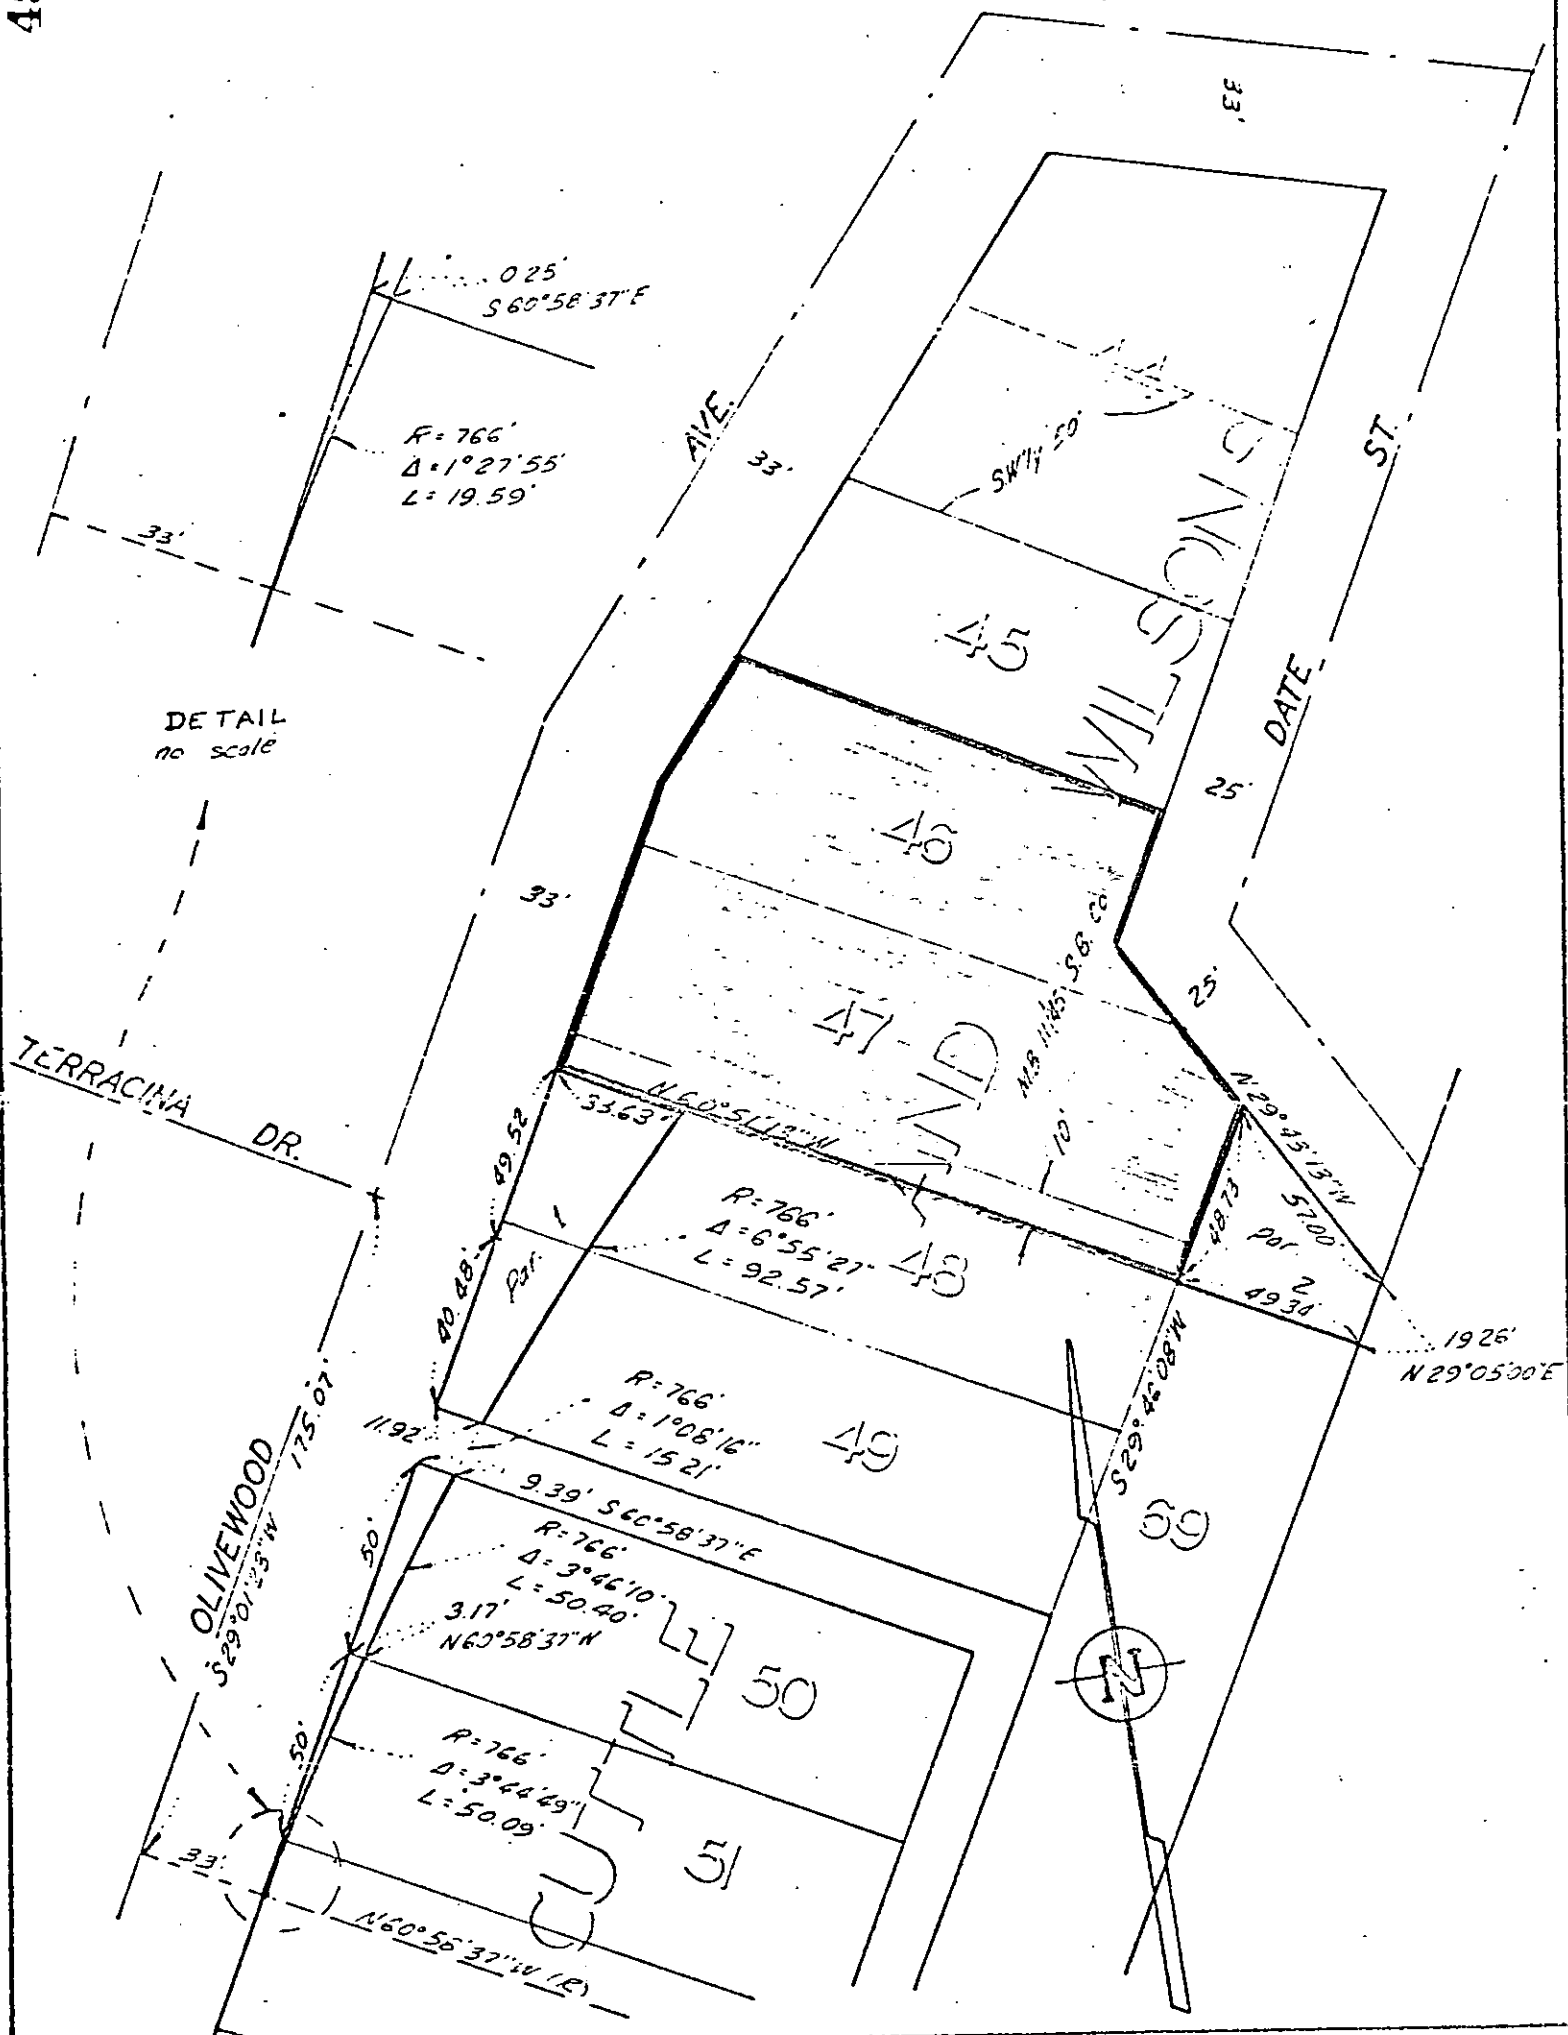 0.25'
S 60°58'37"E
R=766'
Δ=1°27'55"
L=19.59'
33'
33'
DETAIL
no scale
AVE.
33'
33'
TERRACINA
DR.
OLIVEWOOD
S29°01'23"W
175.07'
44
S.W'ly 50'
45
46
47
48
49
50
51
69
WILSON'S
AND
M.B. 11/45, S.B. Co.
10'
ST.
DATE
25'
25'
N60°51'13"W
33.63'
49.52
40.48'
Par. 1
R=766'
Δ=6°55'27"
L=92.57'
N29°43'13"W
57.00'
48.73
Par. 2
49.34'
19.26'
N29°05'00"E
S29°46'08"W
11.92'
R=766'
Δ=1°08'16"
L=15.21'
9.39' S60°58'37"E
R=766'
Δ=3°46'10"
L=50.40'
3.17'
N60°58'37"W
50'
50'
R=766'
Δ=3°44'49"
L=50.09'
33'
N60°58'37"W (R)
N